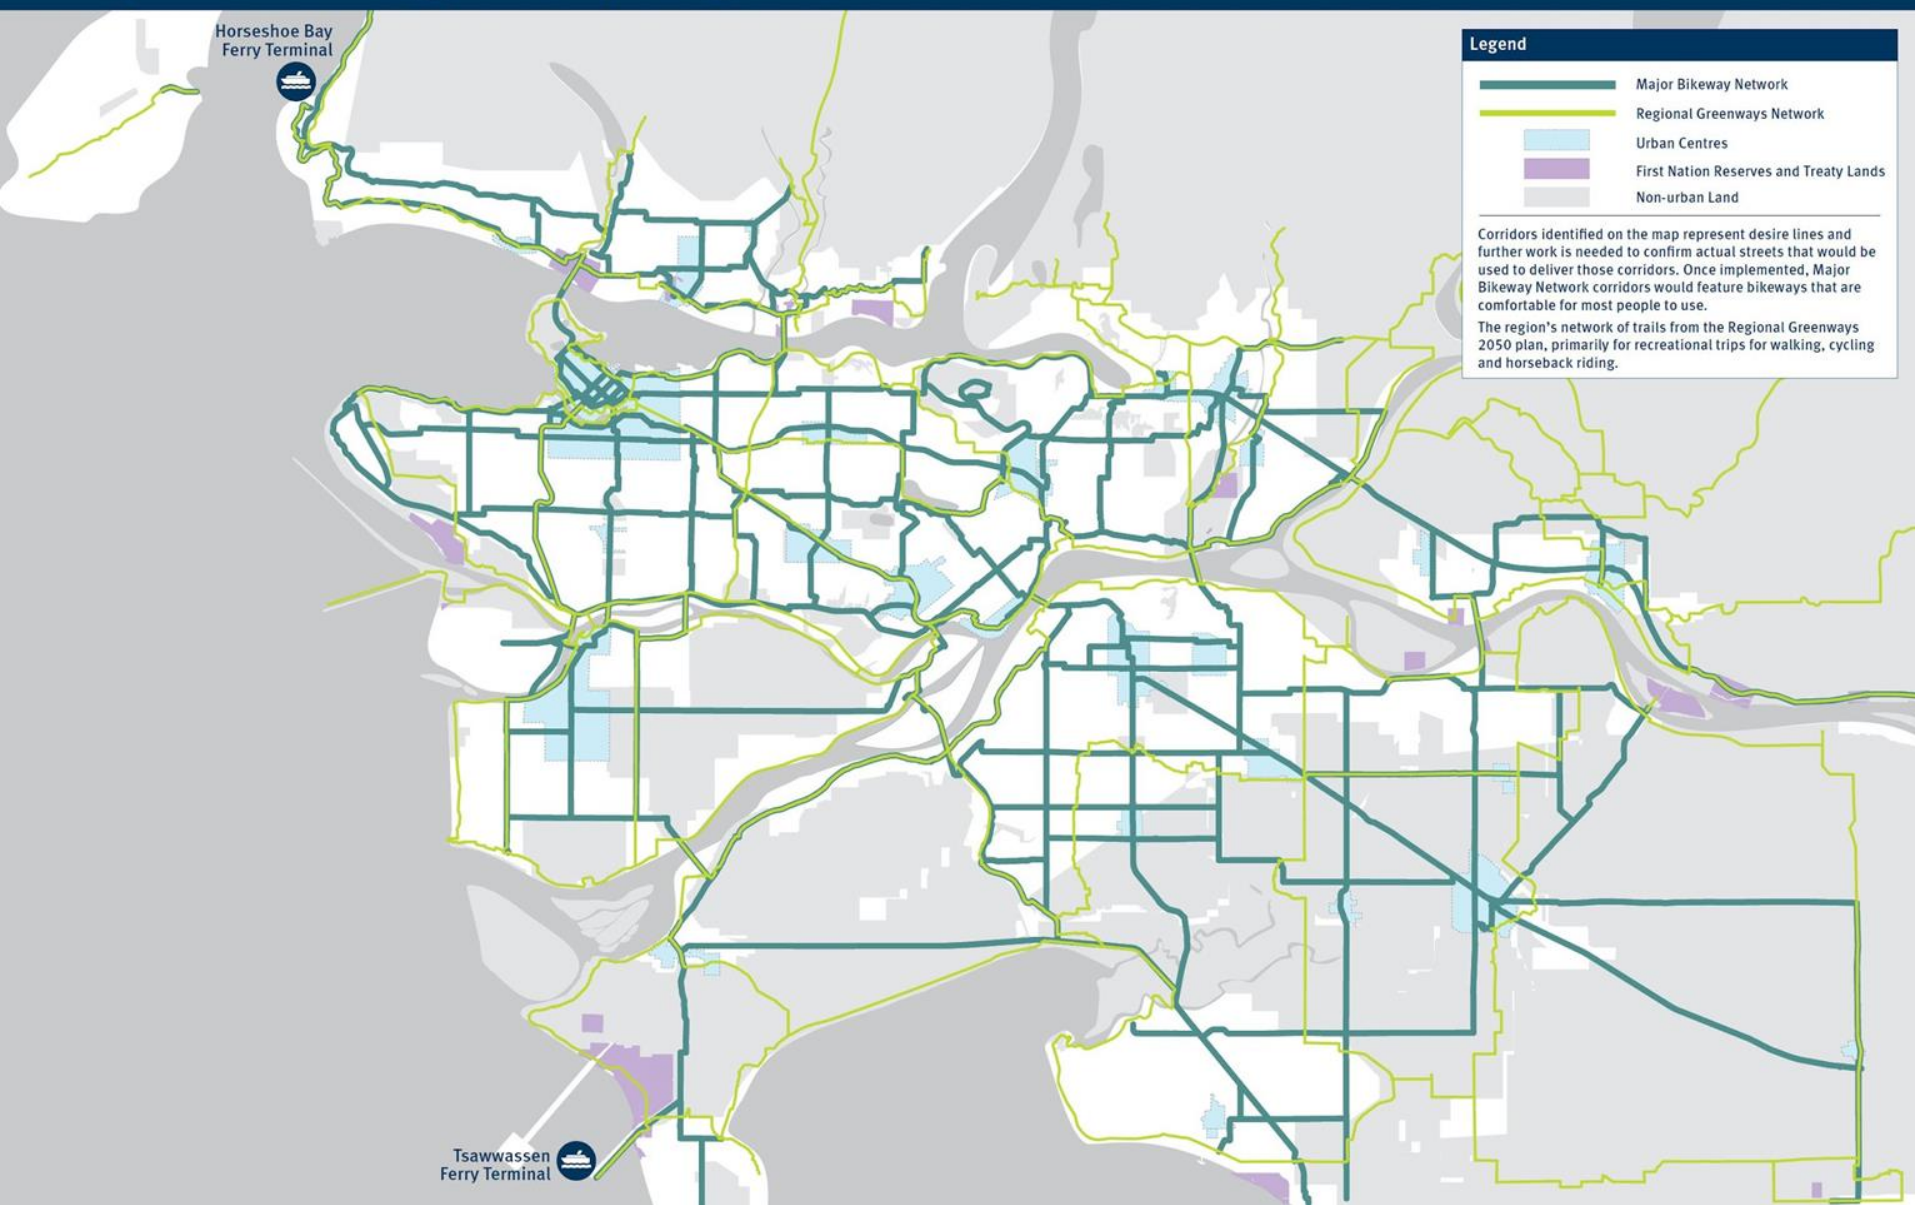 Horseshoe Bay
Ferry Terminal
Legend
Major Bikeway Network
Regional Greenways Network
Urban Centres
First Nation Reserves and Treaty Lands
Non-urban Land
Corridors identified on the map represent desire lines and
further work is needed to confirm actual streets that would be
used to deliver those corridors. Once implemented, Major
Bikeway Network corridors would feature bikeways that are
comfortable for most people to use.
The region's network of trails from the Regional Greenways
2050 plan, primarily for recreational trips for walking, cycling
and horseback riding.
Tsawwassen
Ferry Terminal